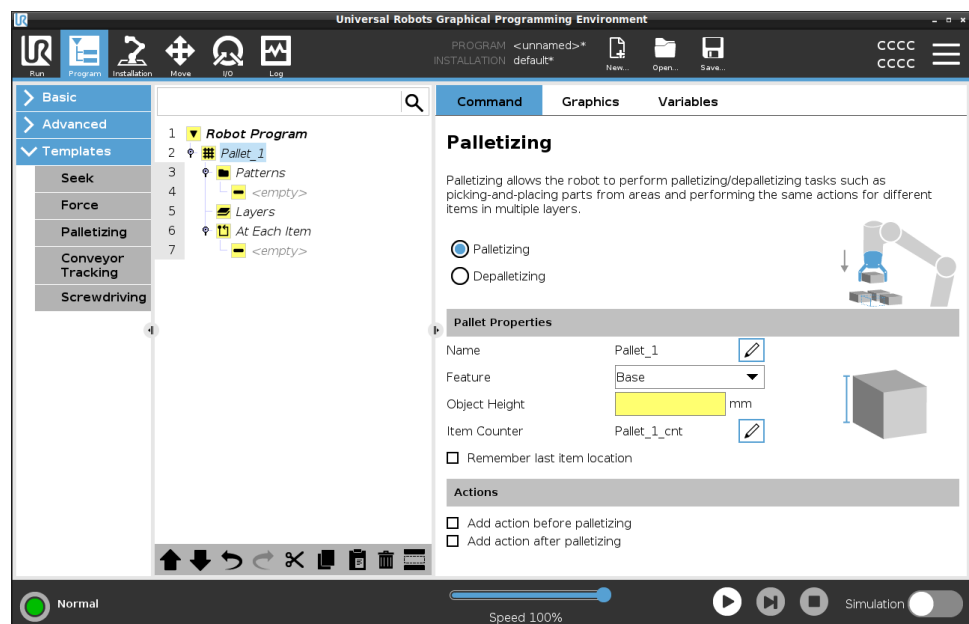 Universal Robots Graphical Programming Environment
PROGRAM <unnamed>*
INSTALLATION default*
Run Program Installation Move I/O Log
New... Open... Save...
cccc
cccc
Basic
Advanced
Templates
Seek
Force
Palletizing
Conveyor
Tracking
Screwdriving
1 Robot Program
2 Pallet_1
3 Patterns
4 <empty>
5 Layers
6 At Each Item
7 <empty>
Command Graphics Variables
Palletizing
Palletizing allows the robot to perform palletizing/depalletizing tasks such as
picking-and-placing parts from areas and performing the same actions for different
items in multiple layers.
Palletizing
Depalletizing
Pallet Properties
Name Pallet_1
Feature Base
Object Height mm
Item Counter Pallet_1_cnt
Remember last item location
Actions
Add action before palletizing
Add action after palletizing
Normal
Speed 100%
Simulation